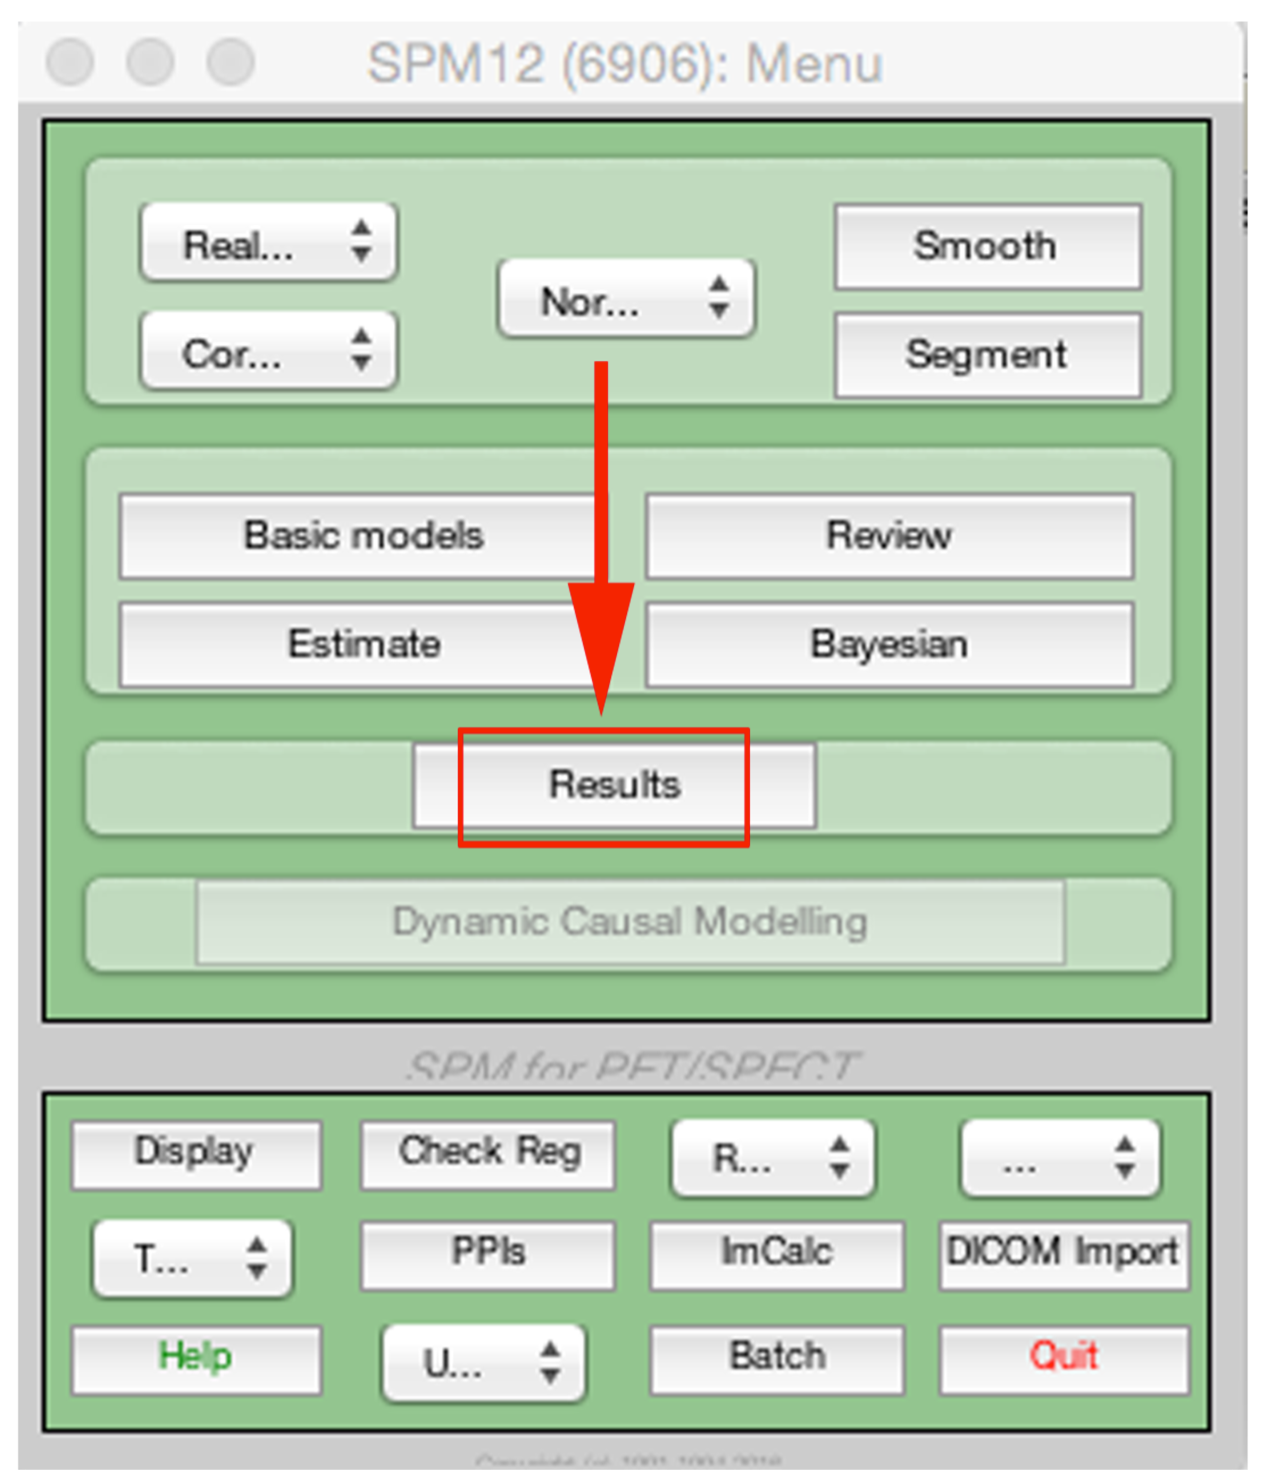 SPM12 (6906): Menu
Real...
Nor...
Smooth
Cor...
Segment
Basic models
Review
Estimate
Bayesian
Results
Dynamic Causal Modelling
SPM for PET/SPECT
Display
Check Reg
R...
...
T...
PPIs
ImCalc
DICOM Import
Help
U...
Batch
Quit